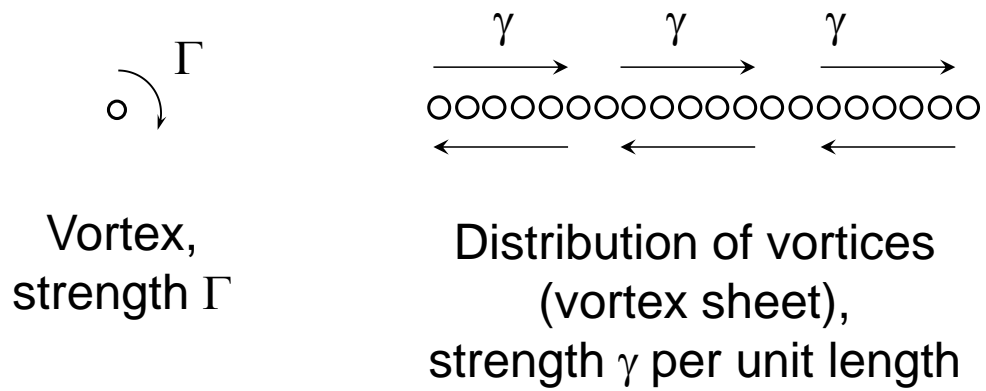 Γ
γ γ γ
Vortex,
strength Γ
Distribution of vortices
(vortex sheet),
strength γ per unit length